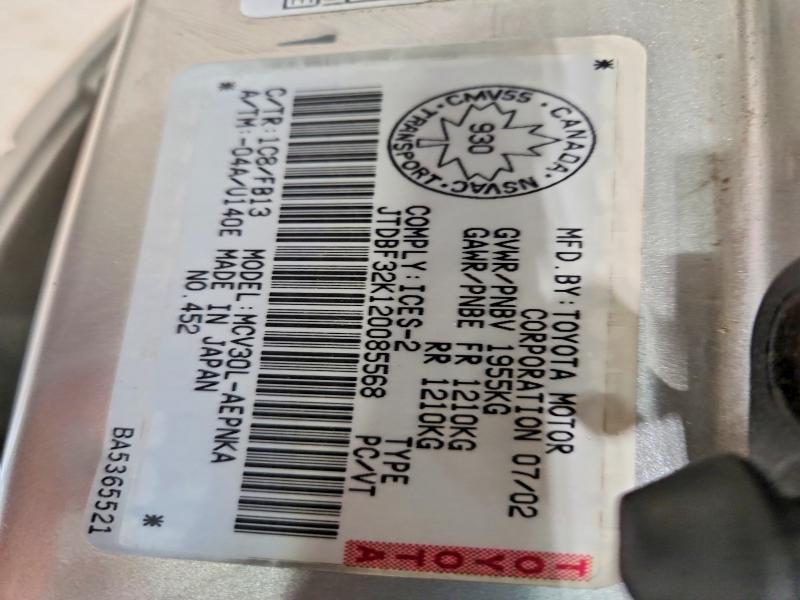 MFD.BY:TOYOTA MOTOR
CORPORATION 07/02
GVWR/PNBV 1955KG
GAWR/PNBE FR 1210KG
RR 1210KG
COMPLY:ICES-2 TYPE
JTDBF32K120085568 PC/VT
CMVSS · CANADA · NSVAC · TRANSPORT
930
C/TR:1C8/FB13 MODEL:MCV30L-AEPNKA
A/TM:-04A/U140E MADE IN JAPAN
NO.452
BA5365521
TOYOTA